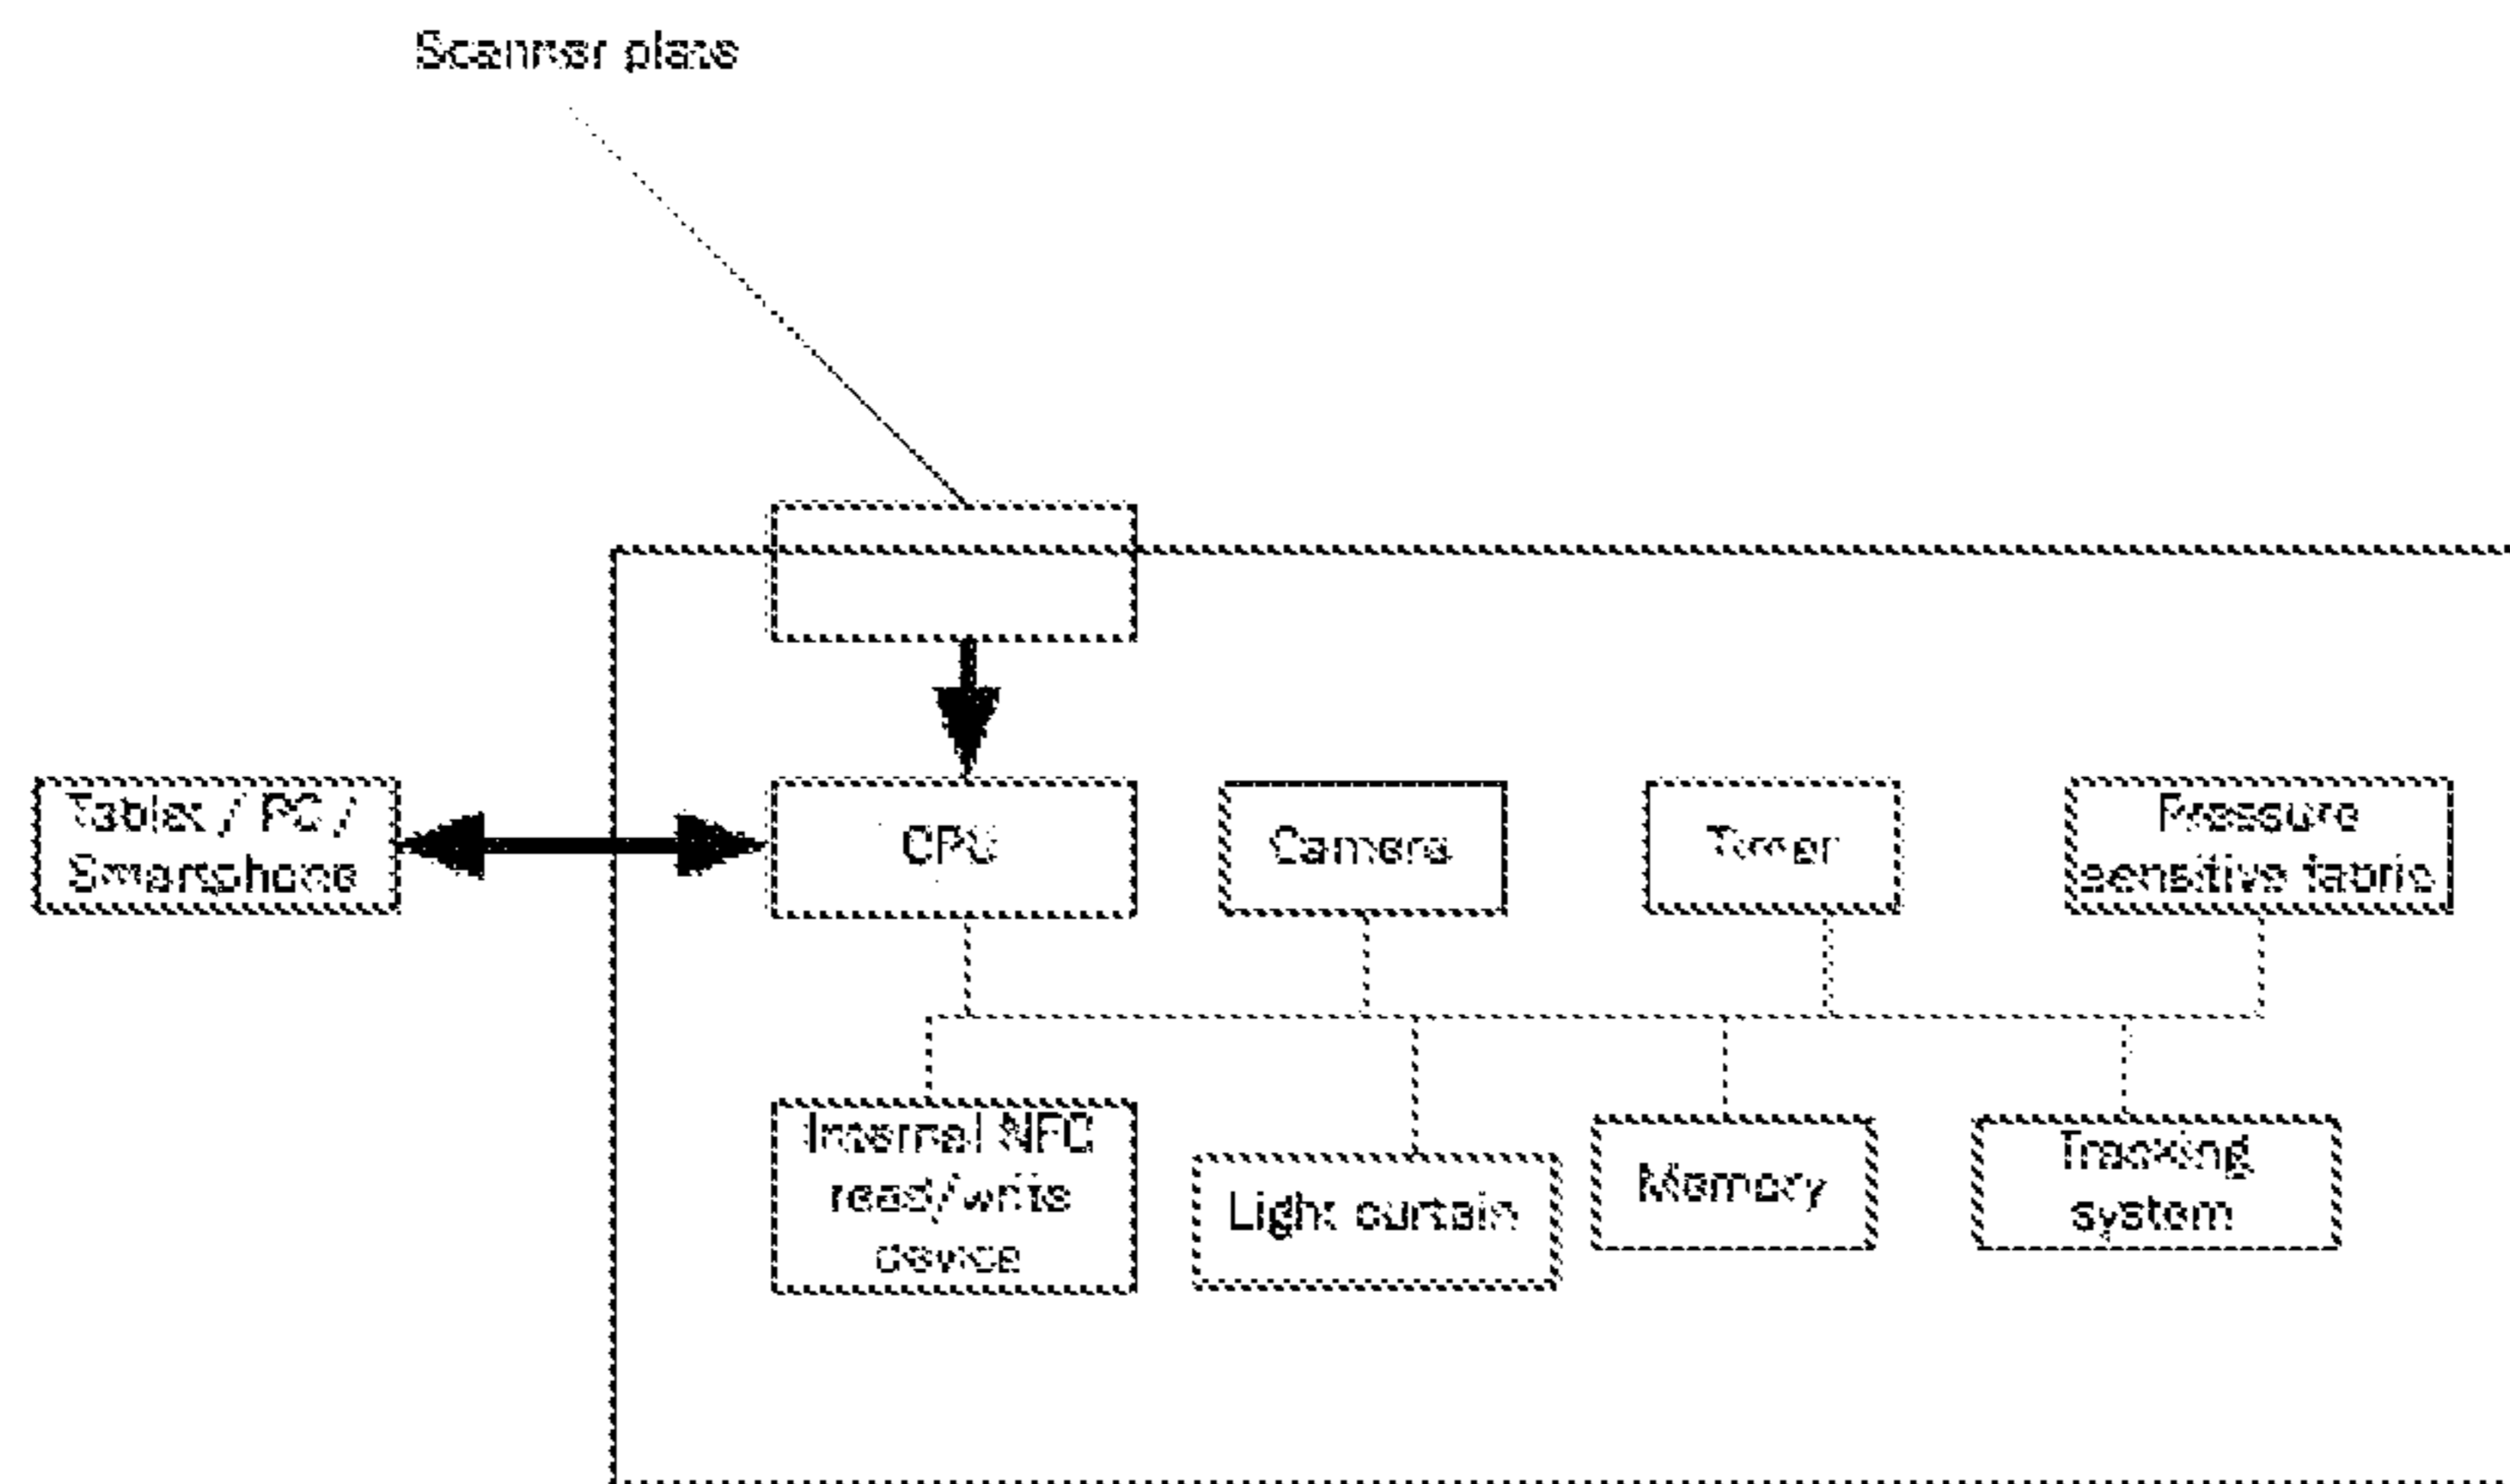 Scanner plate
Tablet / PC /
Smartphone
CPU
Camera
Timer
Pressure
sensitive fabric
Internal NFC
read/write
device
Light curtain
Memory
Tracking
system